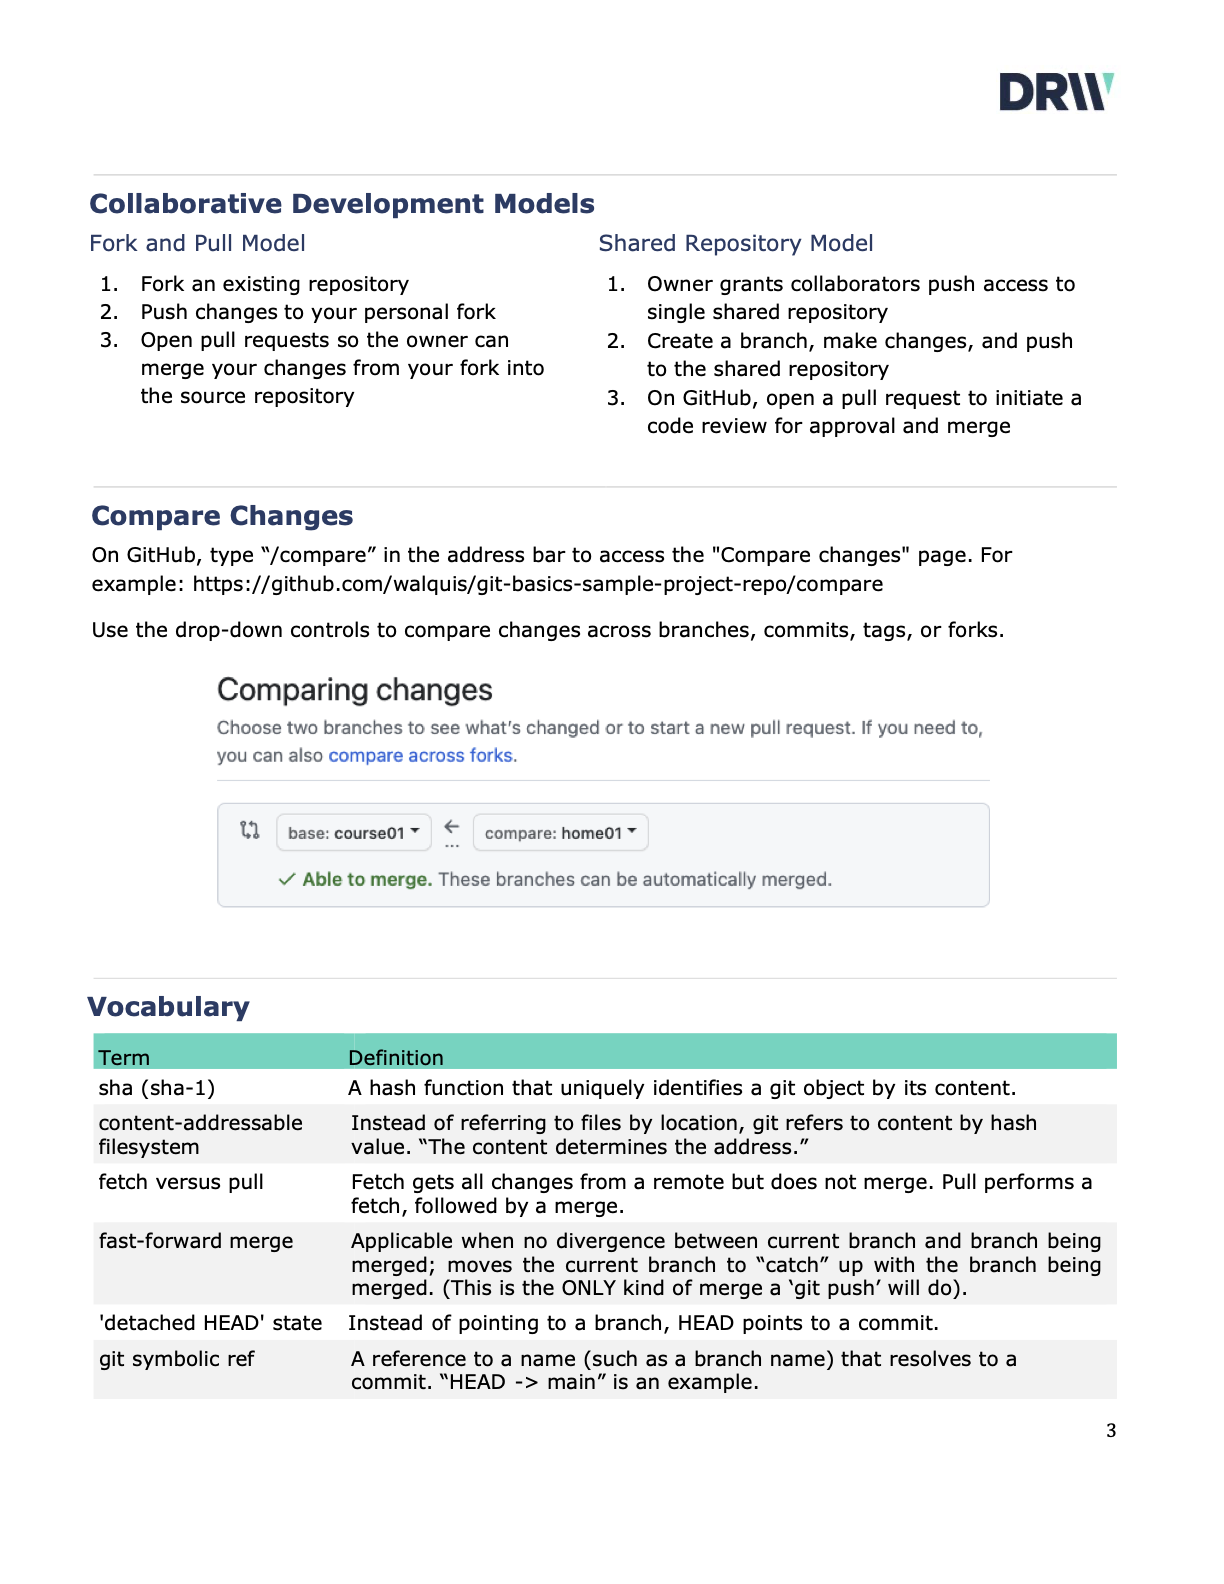 DRW
Collaborative Development Models
Fork and Pull Model
1. Fork an existing repository
2. Push changes to your personal fork
3. Open pull requests so the owner can
merge your changes from your fork into
the source repository
Shared Repository Model
1. Owner grants collaborators push access to
single shared repository
2. Create a branch, make changes, and push
to the shared repository
3. On GitHub, open a pull request to initiate a
code review for approval and merge
Compare Changes
On GitHub, type “/compare” in the address bar to access the "Compare changes" page. For
example: https://github.com/walquis/git-basics-sample-project-repo/compare
Use the drop-down controls to compare changes across branches, commits, tags, or forks.
Comparing changes
Choose two branches to see what’s changed or to start a new pull request. If you need to,
you can also compare across forks.
base: course01 ← compare: home01
...
✓ Able to merge. These branches can be automatically merged.
Vocabulary
Term Definition
sha (sha-1) A hash function that uniquely identifies a git object by its content.
content-addressable Instead of referring to files by location, git refers to content by hash
filesystem value. “The content determines the address.”
fetch versus pull Fetch gets all changes from a remote but does not merge. Pull performs a
fetch, followed by a merge.
fast-forward merge Applicable when no divergence between current branch and branch being
merged; moves the current branch to “catch” up with the branch being
merged. (This is the ONLY kind of merge a ‘git push’ will do).
'detached HEAD' state Instead of pointing to a branch, HEAD points to a commit.
git symbolic ref A reference to a name (such as a branch name) that resolves to a
commit. “HEAD -> main” is an example.
3